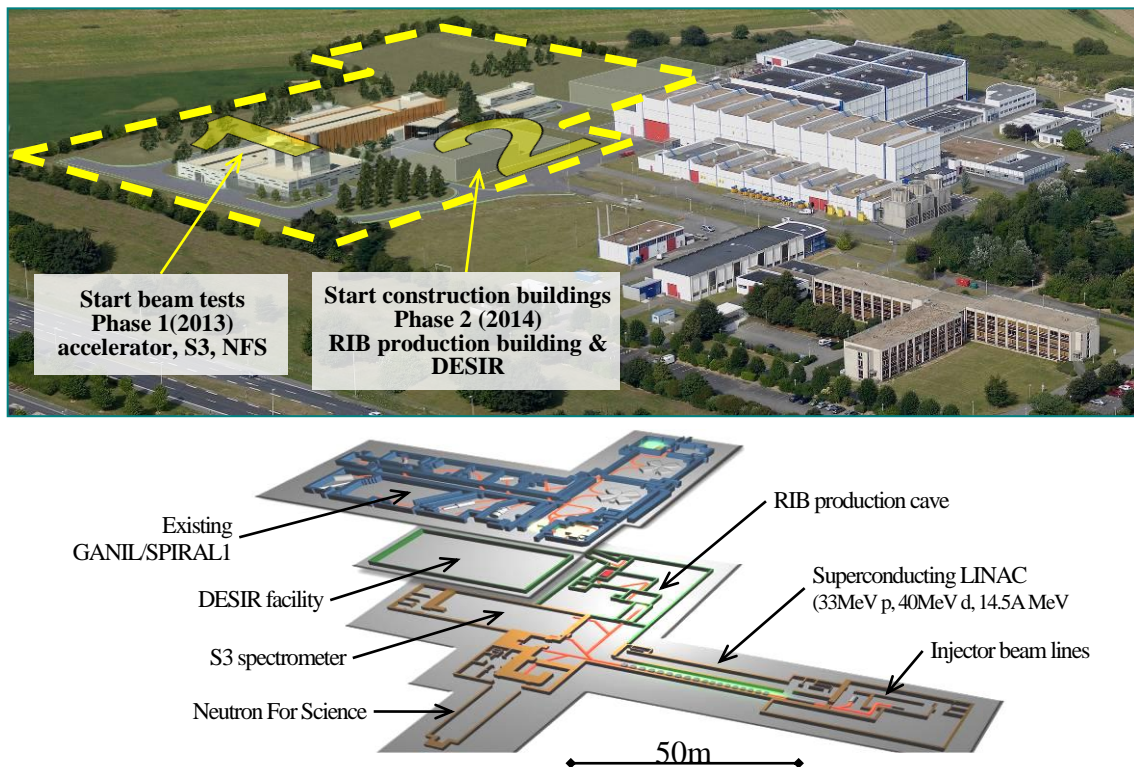 1
2
Start beam tests
Phase 1(2013)
accelerator, S3, NFS
Start construction buildings
Phase 2 (2014)
RIB production building &
DESIR
Existing
GANIL/SPIRAL1
DESIR facility
S3 spectrometer
Neutron For Science
RIB production cave
Superconducting LINAC
(33MeV p, 40MeV d, 14.5A MeV
Injector beam lines
50m